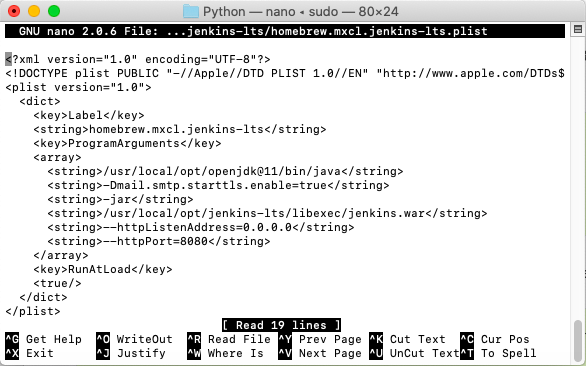 Python — nano ◂ sudo — 80×24
GNU nano 2.0.6 File: ...jenkins-lts/homebrew.mxcl.jenkins-lts.plist
<?xml version="1.0" encoding="UTF-8"?>
<!DOCTYPE plist PUBLIC "-//Apple//DTD PLIST 1.0//EN" "http://www.apple.com/DTDs$
<plist version="1.0">
  <dict>
    <key>Label</key>
    <string>homebrew.mxcl.jenkins-lts</string>
    <key>ProgramArguments</key>
    <array>
      <string>/usr/local/opt/openjdk@11/bin/java</string>
      <string>-Dmail.smtp.starttls.enable=true</string>
      <string>-jar</string>
      <string>/usr/local/opt/jenkins-lts/libexec/jenkins.war</string>
      <string>--httpListenAddress=0.0.0.0</string>
      <string>--httpPort=8080</string>
    </array>
    <key>RunAtLoad</key>
    <true/>
  </dict>
</plist>
[ Read 19 lines ]
^G Get Help  ^O WriteOut  ^R Read File ^Y Prev Page ^K Cut Text  ^C Cur Pos
^X Exit      ^J Justify   ^W Where Is  ^V Next Page ^U UnCut Text^T To Spell